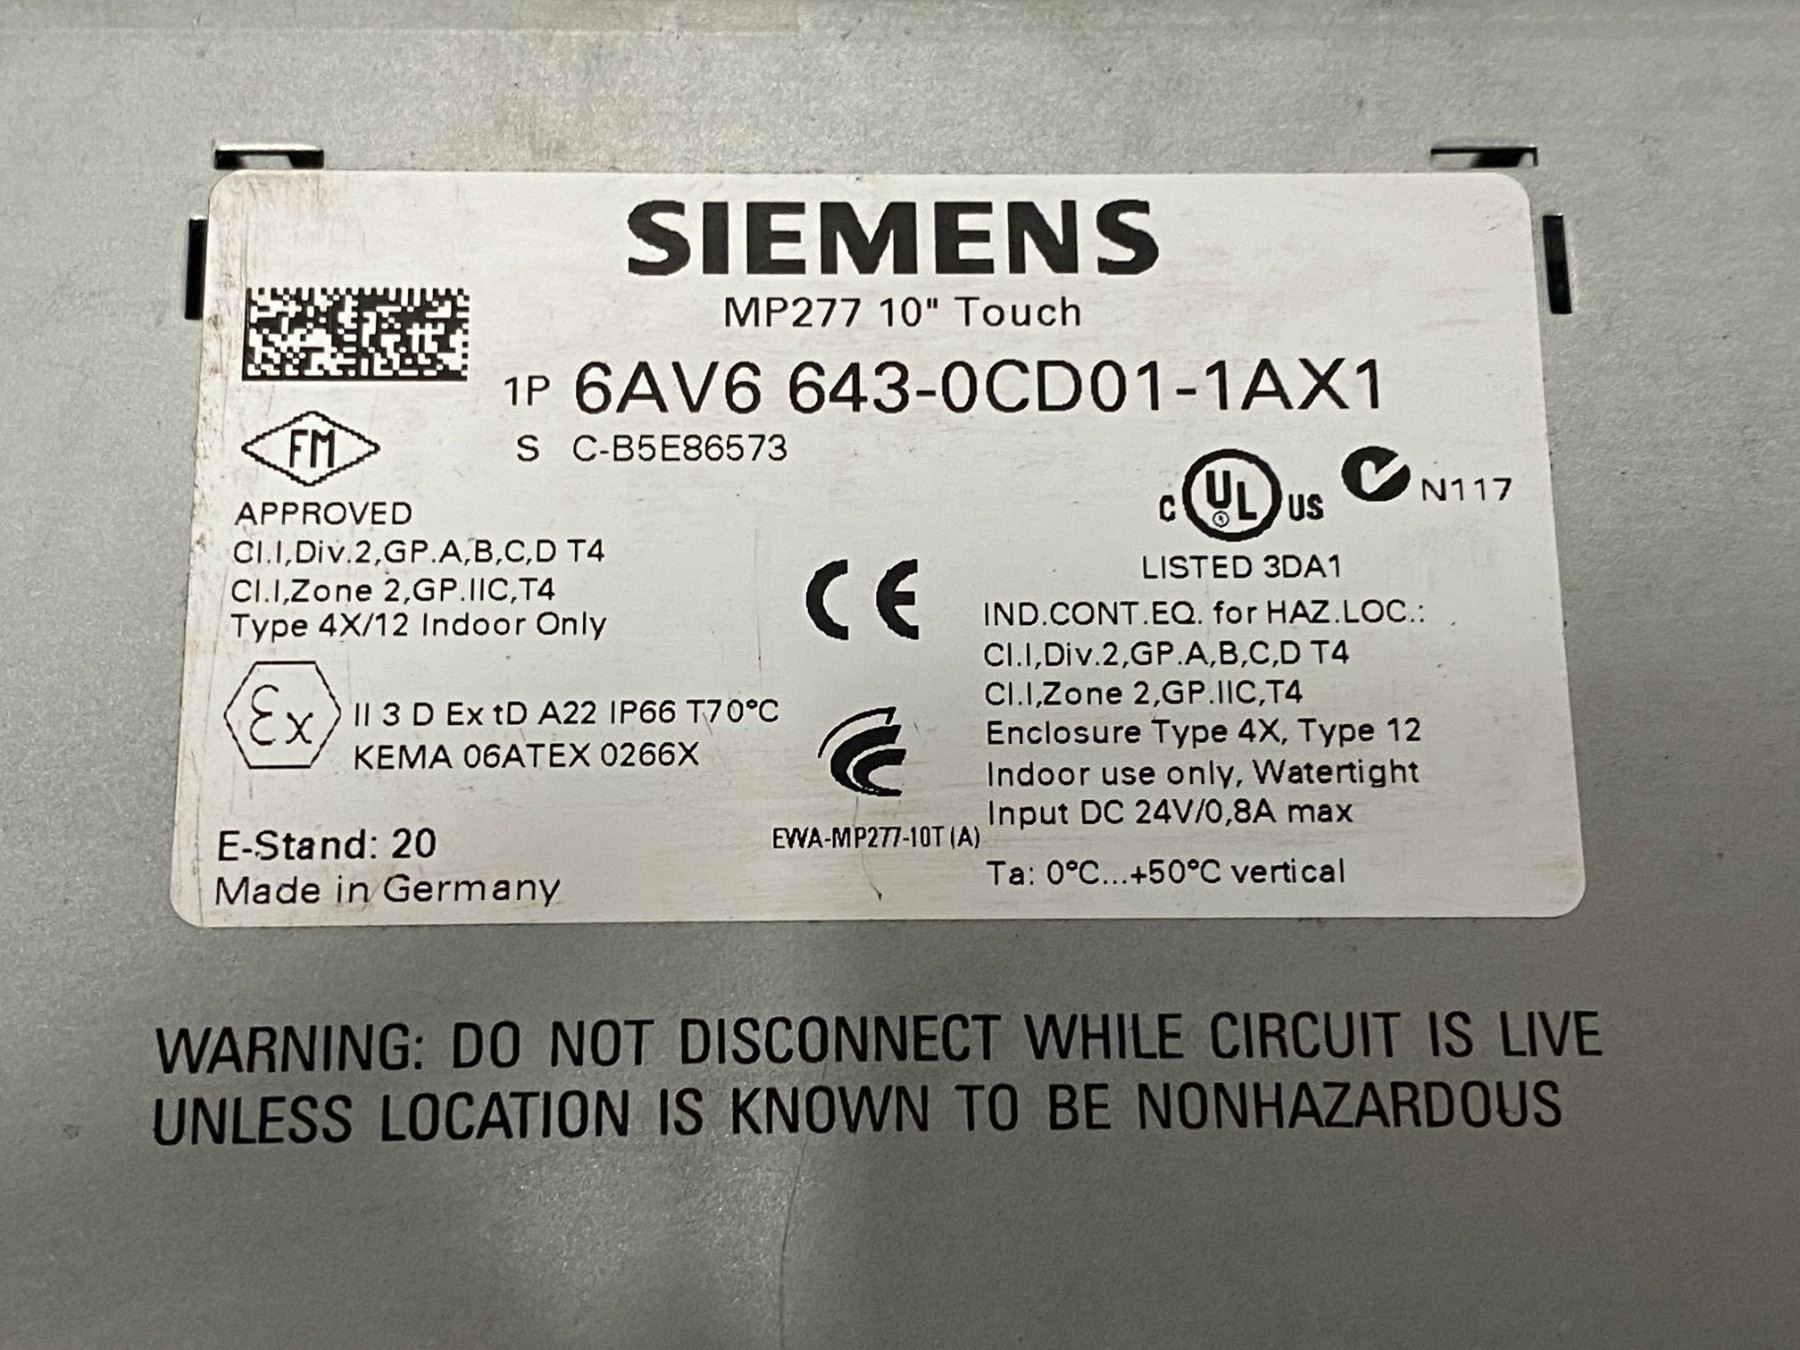 SIEMENS
MP277 10" Touch
1P 6AV6 643-0CD01-1AX1
S C-B5E86573
FM
APPROVED
Cl.I,Div.2,GP.A,B,C,D T4
Cl.I,Zone 2,GP.IIC,T4
Type 4X/12 Indoor Only
Ex II 3 D Ex tD A22 IP66 T70°C
KEMA 06ATEX 0266X
E-Stand: 20
Made in Germany
CE
EWA-MP277-10T (A)
C UL US N117
LISTED 3DA1
IND.CONT.EQ. for HAZ.LOC.:
Cl.I,Div.2,GP.A,B,C,D T4
Cl.I,Zone 2,GP.IIC,T4
Enclosure Type 4X, Type 12
Indoor use only, Watertight
Input DC 24V/0,8A max
Ta: 0°C...+50°C vertical
WARNING: DO NOT DISCONNECT WHILE CIRCUIT IS LIVE
UNLESS LOCATION IS KNOWN TO BE NONHAZARDOUS